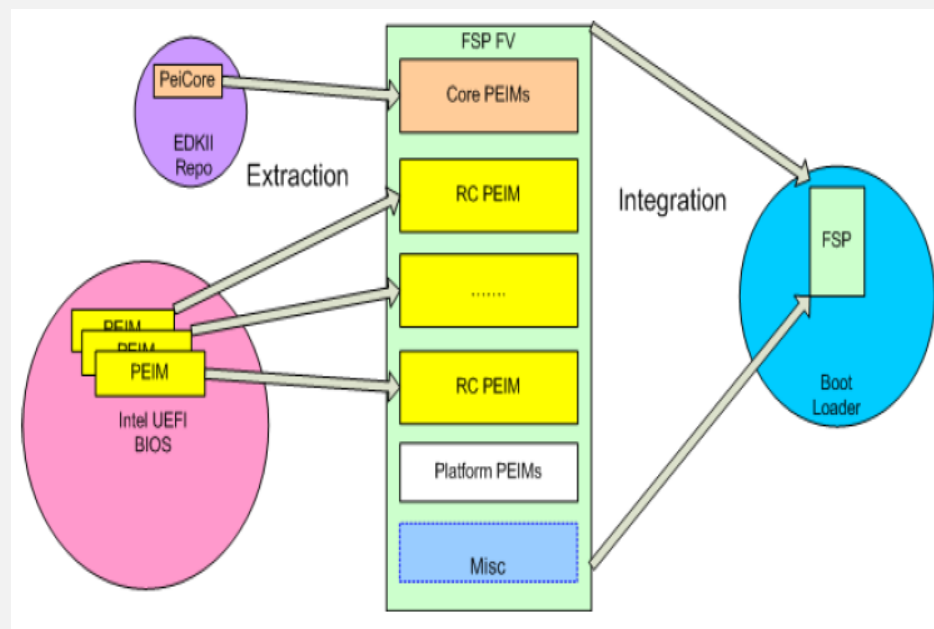 FSP FV
PeiCore
Core PEIMs
EDKII
Repo
Extraction
RC PEIM
Integration
FSP
.......
PEIM
PEIM
PEIM
RC PEIM
Intel UEFI
BIOS
Boot
Loader
Platform PEIMs
Misc